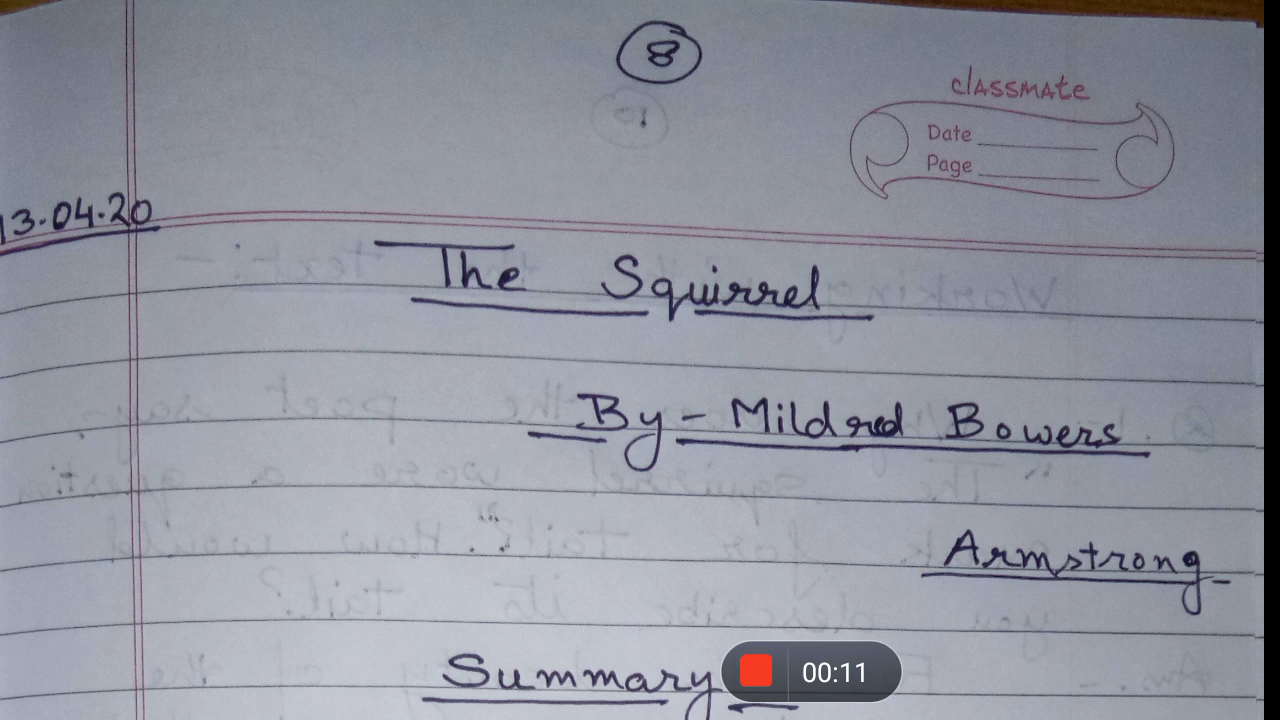 8
classmate
Date
Page
13.04.20
The Squirrel
By - Mildred Bowers
Armstrong
Summary
00:11